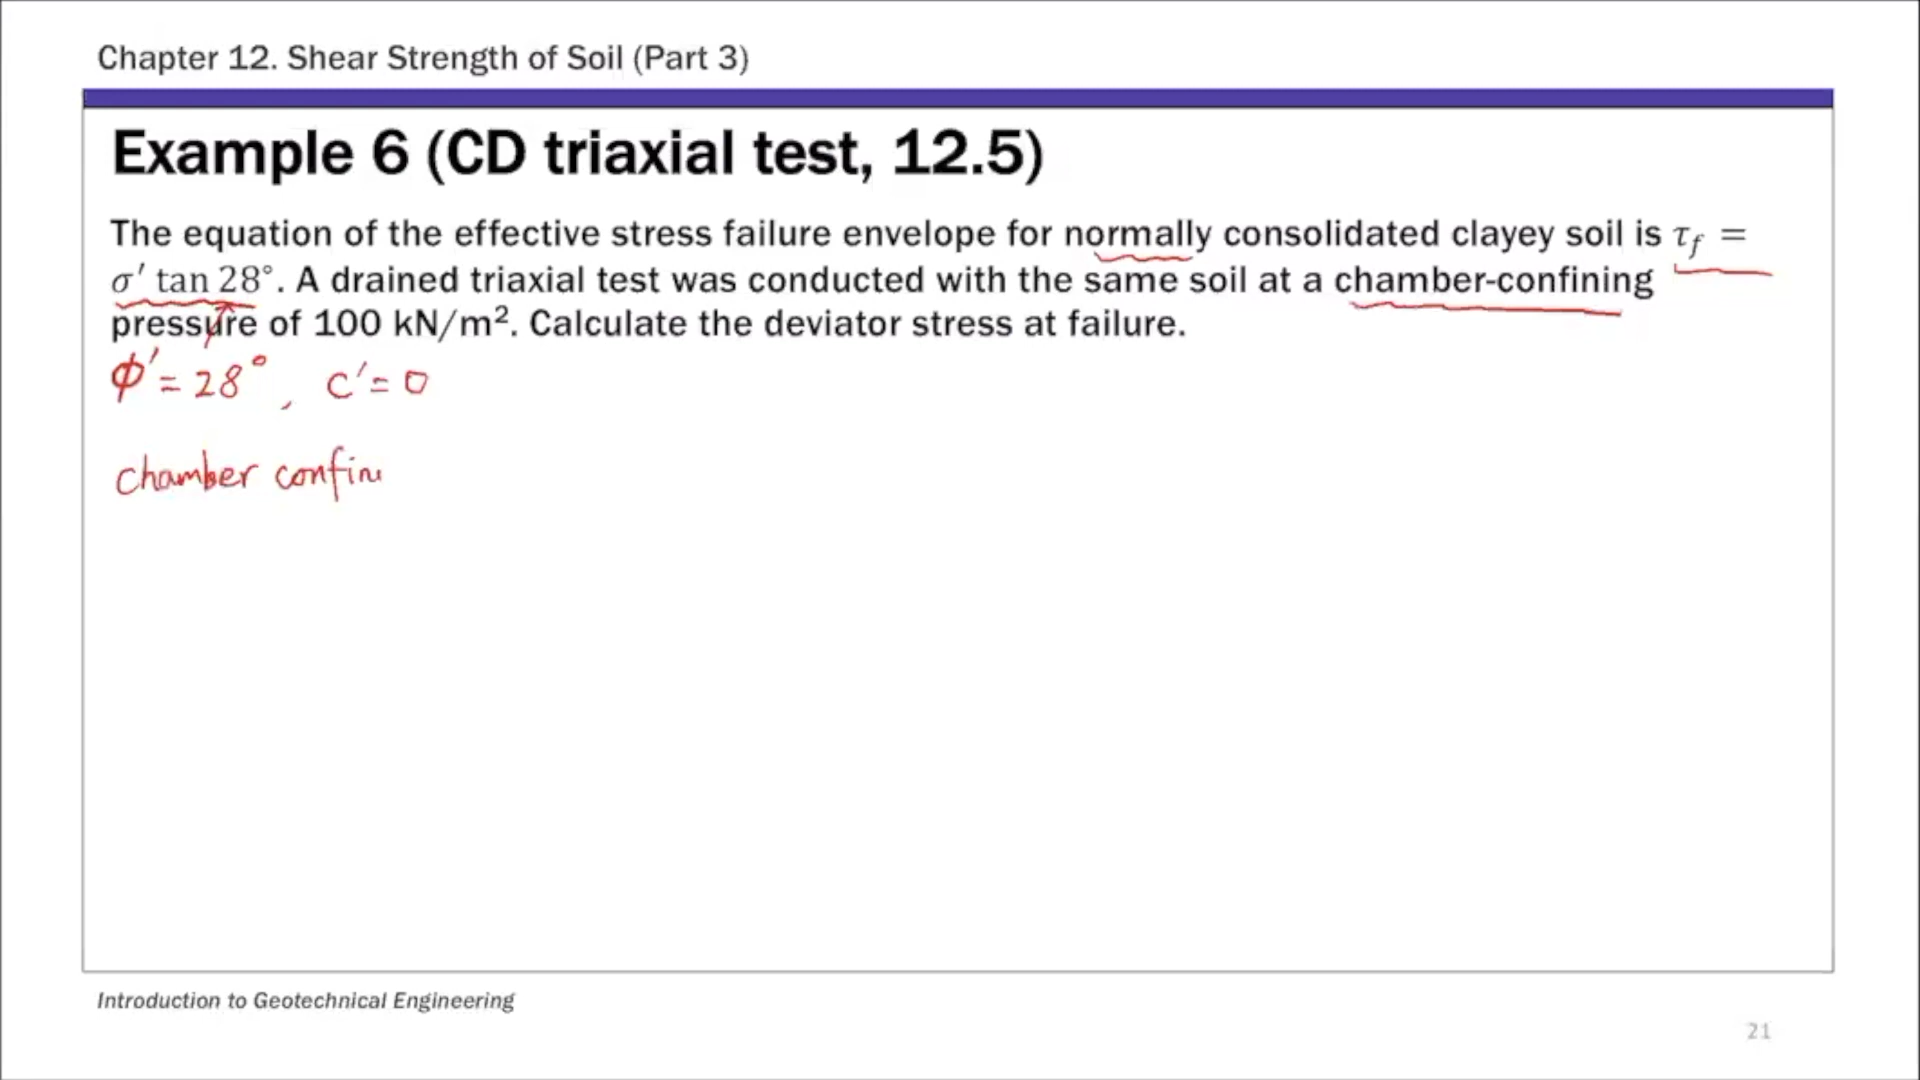 Chapter 12. Shear Strength of Soil (Part 3)
Example 6 (CD triaxial test, 12.5)
The equation of the effective stress failure envelope for normally consolidated clayey soil is τf =
σ′ tan 28°. A drained triaxial test was conducted with the same soil at a chamber-confining
pressure of 100 kN/m². Calculate the deviator stress at failure.
ϕ′ = 28°, c′ = 0
chamber confin
Introduction to Geotechnical Engineering
21